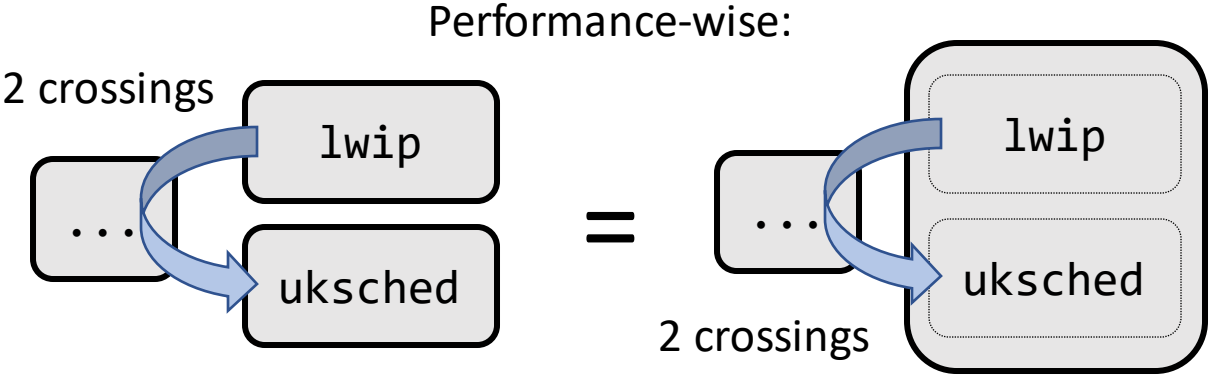 Performance-wise:
2 crossings
lwip
...
uksched
=
lwip
...
uksched
2 crossings